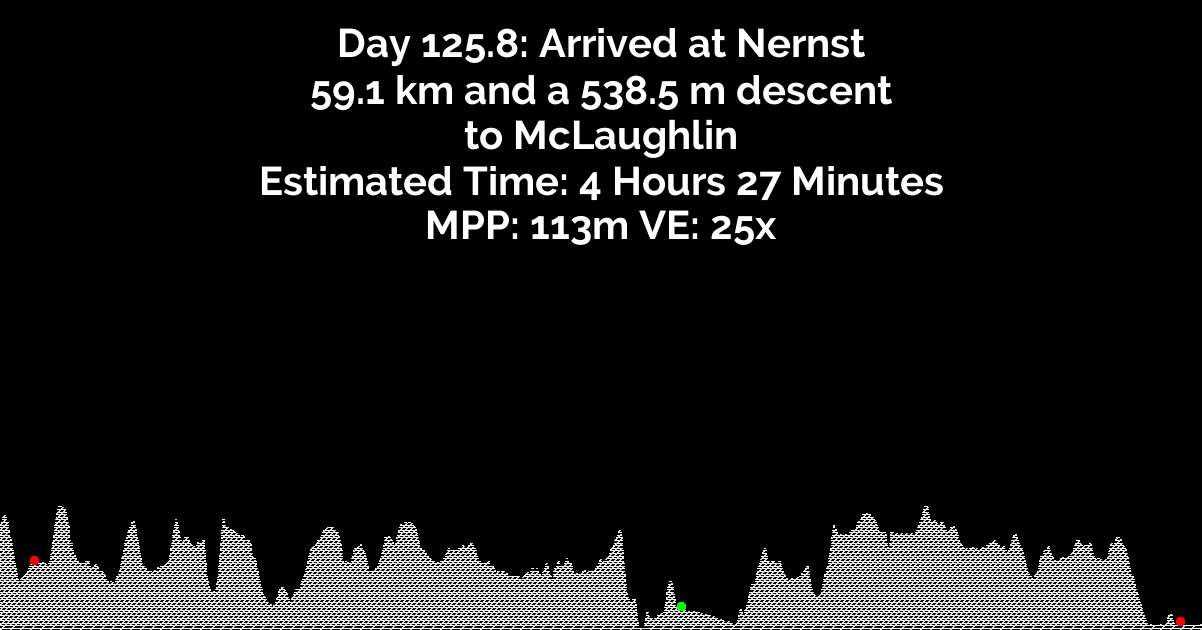 Day 125.8: Arrived at Nernst
59.1 km and a 538.5 m descent
to McLaughlin
Estimated Time: 4 Hours 27 Minutes
MPP: 113m VE: 25x